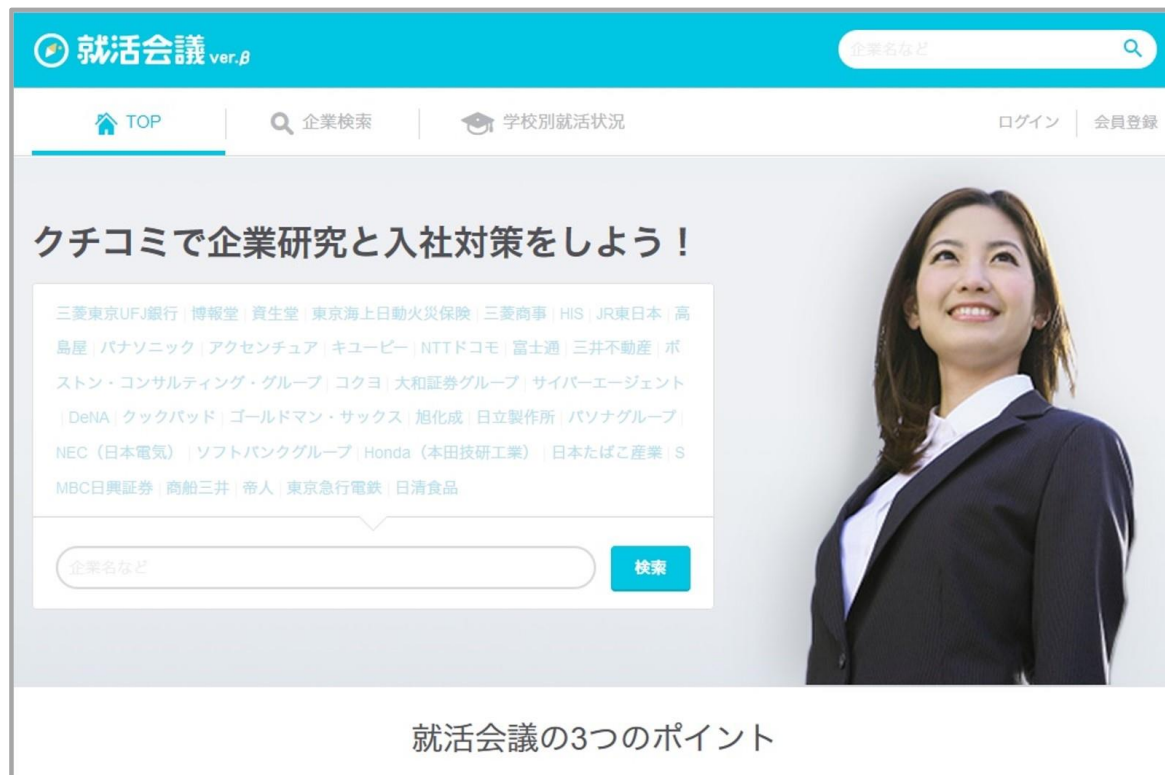 就活会議 ver.β
企業名など
TOP
企業検索
学校別就活状況
ログイン
会員登録
クチコミで企業研究と入社対策をしよう！
三菱東京UFJ銀行 | 博報堂 | 資生堂 | 東京海上日動火災保険 | 三菱商事 | HIS | JR東日本 | 高
島屋 | パナソニック | アクセンチュア | キユーピー | NTTドコモ | 富士通 | 三井不動産 | ボ
ストン・コンサルティング・グループ | コクヨ | 大和証券グループ | サイバーエージェント
| DeNA | クックパッド | ゴールドマン・サックス | 旭化成 | 日立製作所 | パソナグループ |
NEC（日本電気） | ソフトバンクグループ | Honda（本田技研工業） | 日本たばこ産業 | S
MBC日興証券 | 商船三井 | 帝人 | 東京急行電鉄 | 日清食品
企業名など
検索
就活会議の3つのポイント